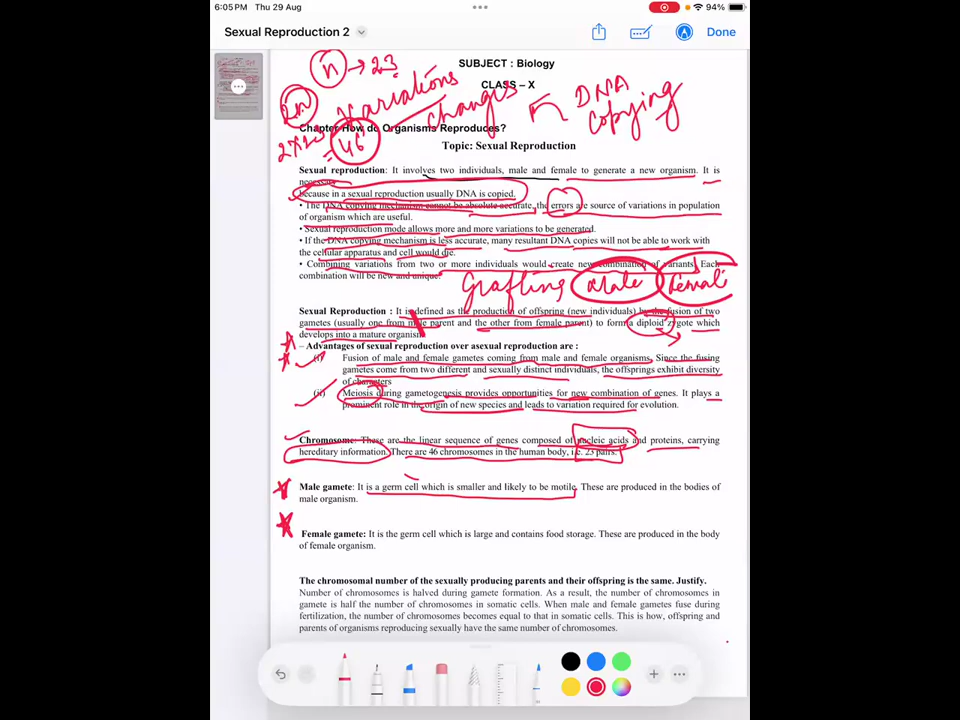 6:05 PM Thu 29 Aug
94%
Sexual Reproduction 2
Done
SUBJECT : Biology
n → 23
CLASS – X
2n
variations
changes
DNA
copying
2×23
= 46
Chapter How do Organisms Reproduces?
Topic: Sexual Reproduction
Sexual reproduction: It involves two individuals, male and female to generate a new organism. It is
because in a sexual reproduction usually DNA is copied.
• The DNA copying mechanism cannot be absolute accurate, the errors are source of variations in population
of organism which are useful.
• Sexual reproduction mode allows more and more variations to be generated.
• If the DNA copying mechanism is less accurate, many resultant DNA copies will not be able to work with
the cellular apparatus and cell would die.
• Combining variations from two or more individuals would create new combination of variants. Each
combination will be new and unique.
Grafting Male Female
Sexual Reproduction : It is defined as the production of offspring (new individuals) by the fusion of two
gametes (usually one from male parent and the other from female parent) to form a diploid zygote which
develops into a mature organism.
– Advantages of sexual reproduction over asexual reproduction are :
(i) Fusion of male and female gametes coming from male and female organisms. Since the fusing
gametes come from two different and sexually distinct individuals, the offsprings exhibit diversity
of characters
(ii) Meiosis during gametogenesis provides opportunities for new combination of genes. It plays a
prominent role in the origin of new species and leads to variation required for evolution.
Chromosome: These are the linear sequence of genes composed of nucleic acids and proteins, carrying
hereditary information. There are 46 chromosomes in the human body, i.e. 23 pairs.
Male gamete: It is a germ cell which is smaller and likely to be motile. These are produced in the bodies of
male organism.
Female gamete: It is the germ cell which is large and contains food storage. These are produced in the body
of female organism.
The chromosomal number of the sexually producing parents and their offspring is the same. Justify.
Number of chromosomes is halved during gamete formation. As a result, the number of chromosomes in
gamete is half the number of chromosomes in somatic cells. When male and female gametes fuse during
fertilization, the number of chromosomes becomes equal to that in somatic cells. This is how, offspring and
parents of organisms reproducing sexually have the same number of chromosomes.